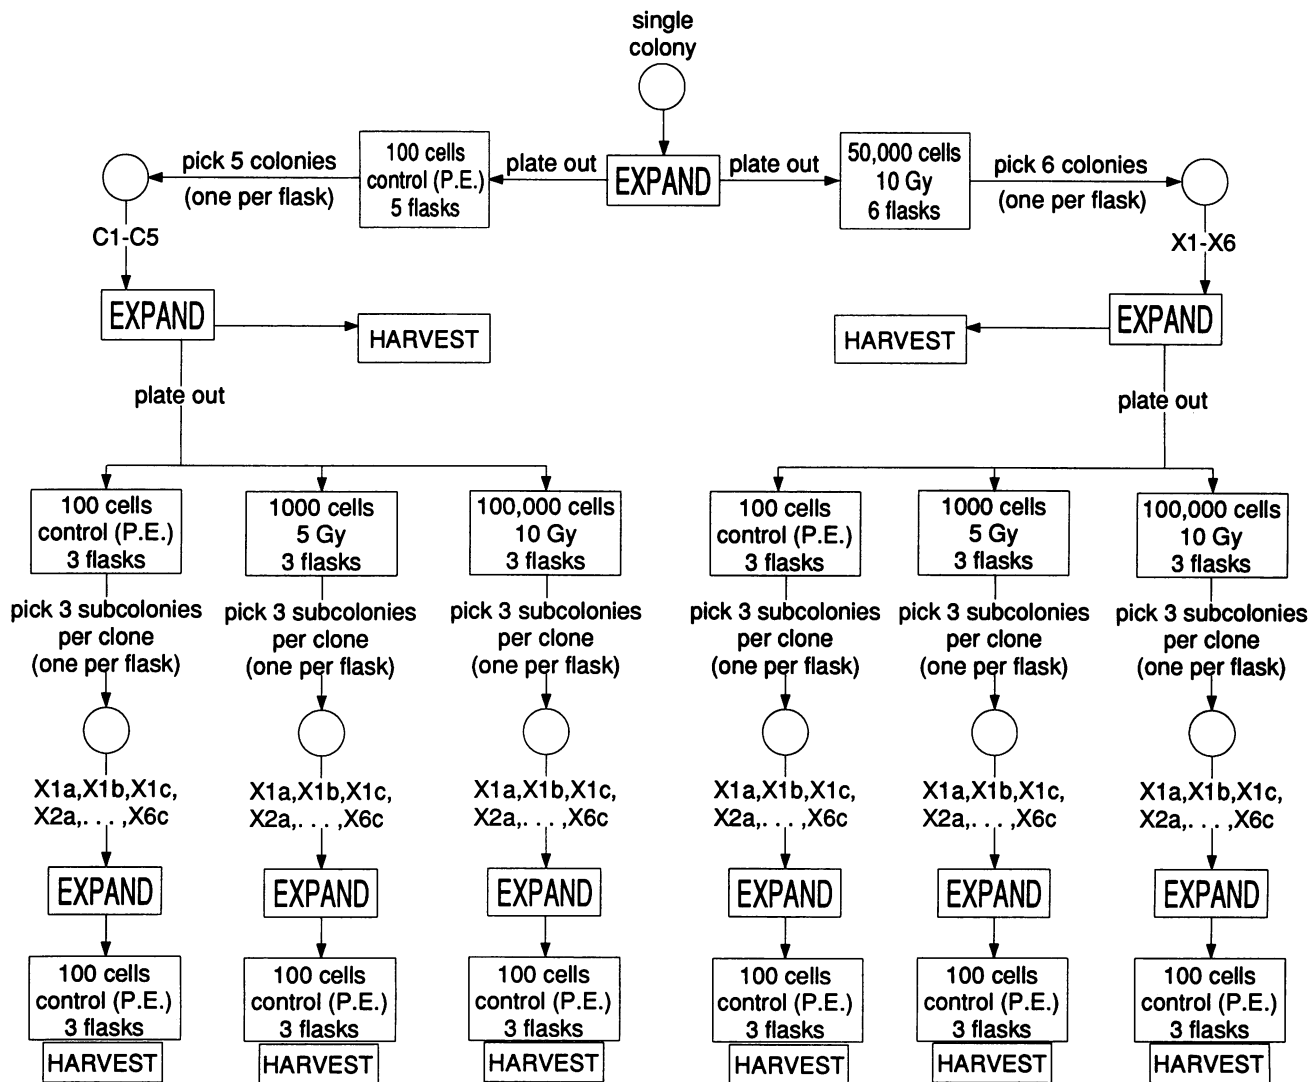 single
colony
pick 5 colonies
(one per flask)
100 cells
control (P.E.)
5 flasks
plate out
EXPAND
plate out
50,000 cells
10 Gy
6 flasks
pick 6 colonies
(one per flask)
C1-C5
X1-X6
EXPAND
HARVEST
HARVEST
EXPAND
plate out
plate out
100 cells
control (P.E.)
3 flasks
1000 cells
5 Gy
3 flasks
100,000 cells
10 Gy
3 flasks
100 cells
control (P.E.)
3 flasks
1000 cells
5 Gy
3 flasks
100,000 cells
10 Gy
3 flasks
pick 3 subcolonies
per clone
(one per flask)
pick 3 subcolonies
per clone
(one per flask)
pick 3 subcolonies
per clone
(one per flask)
pick 3 subcolonies
per clone
(one per flask)
pick 3 subcolonies
per clone
(one per flask)
pick 3 subcolonies
per clone
(one per flask)
X1a,X1b,X1c,
X2a,. . . ,X6c
X1a,X1b,X1c,
X2a,. . . ,X6c
X1a,X1b,X1c,
X2a,. . . ,X6c
X1a,X1b,X1c,
X2a,. . . ,X6c
X1a,X1b,X1c,
X2a,. . . ,X6c
X1a,X1b,X1c,
X2a,. . . ,X6c
EXPAND
EXPAND
EXPAND
EXPAND
EXPAND
EXPAND
100 cells
control (P.E.)
3 flasks
100 cells
control (P.E.)
3 flasks
100 cells
control (P.E.)
3 flasks
100 cells
control (P.E.)
3 flasks
100 cells
control (P.E.)
3 flasks
100 cells
control (P.E.)
3 flasks
HARVEST
HARVEST
HARVEST
HARVEST
HARVEST
HARVEST